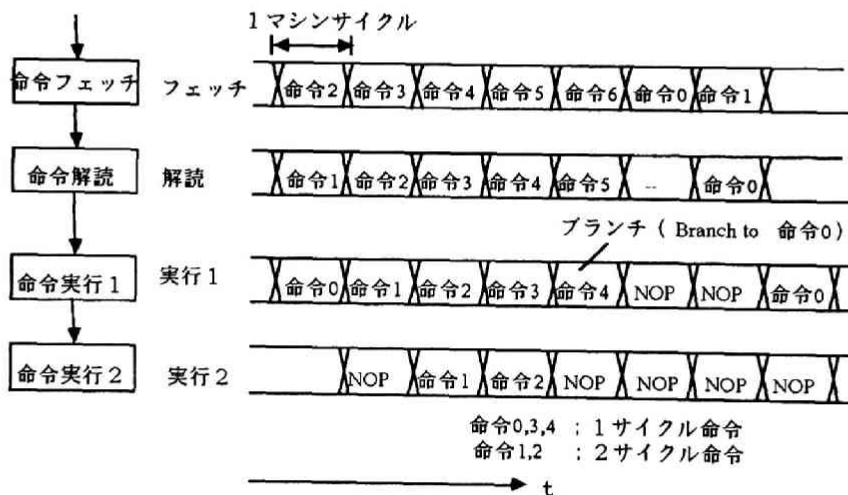 1マシンサイクル
命令フェッチ
フェッチ
命令2 命令3 命令4 命令5 命令6 命令0 命令1
命令解読
解読
命令1 命令2 命令3 命令4 命令5 -- 命令0
ブランチ ( Branch to 命令0 )
命令実行1
実行1
命令0 命令1 命令2 命令3 命令4 NOP NOP 命令0
命令実行2
実行2
NOP 命令1 命令2 NOP NOP NOP NOP
命令0,3,4 : 1サイクル命令
命令1,2 : 2サイクル命令
t